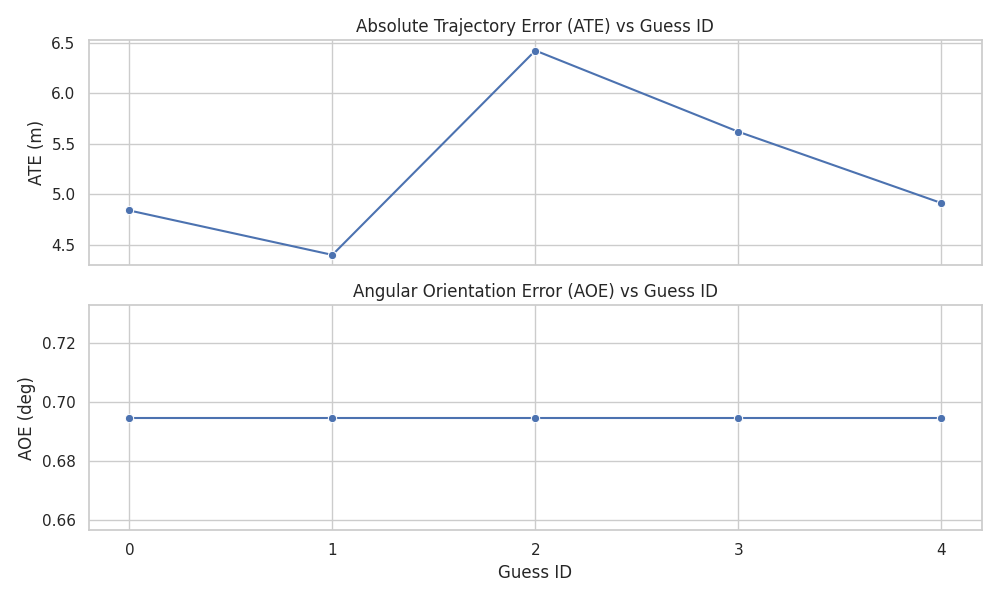 Absolute Trajectory Error (ATE) vs Guess ID
6.5
6.0
5.5
5.0
4.5
ATE (m)
Angular Orientation Error (AOE) vs Guess ID
0.72
0.70
0.68
0.66
AOE (deg)
0 1 2 3 4
Guess ID